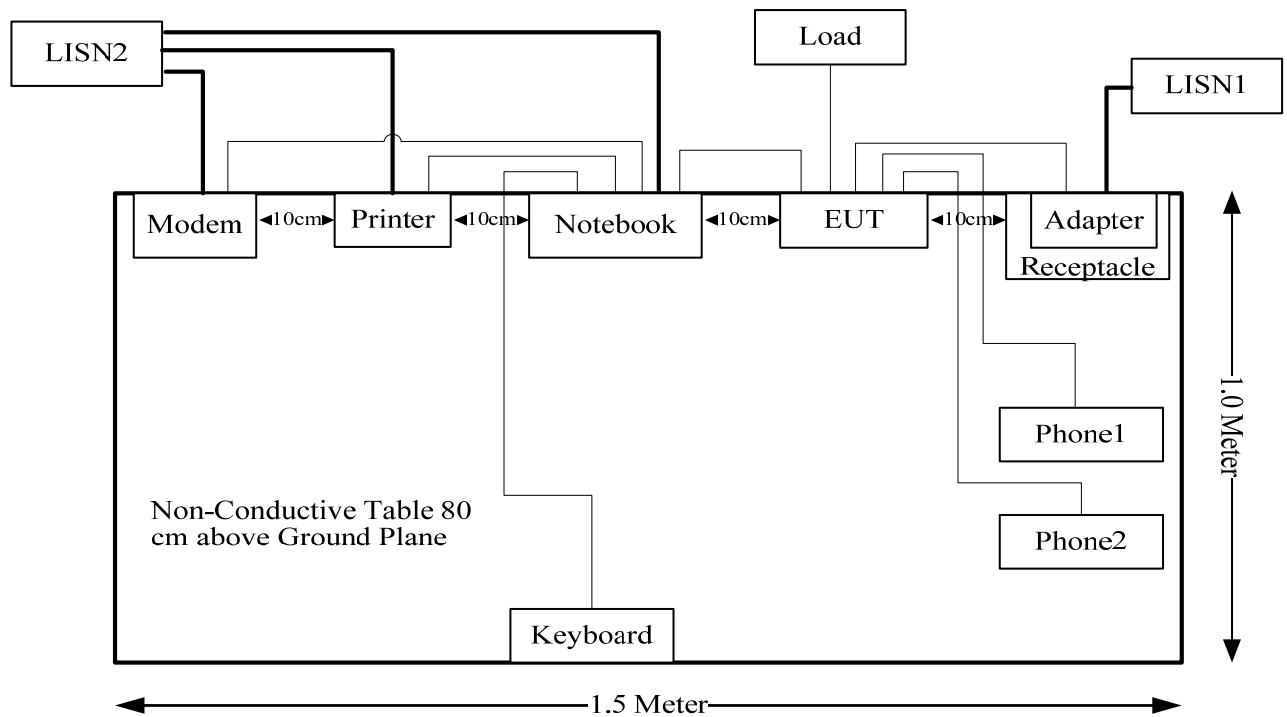 Load
LISN2
LISN1
Modem
10cm
Printer
10cm
Notebook
10cm
EUT
10cm
Adapter
Receptacle
Phone1
1.0 Meter
Non-Conductive Table 80
cm above Ground Plane
Phone2
Keyboard
1.5 Meter